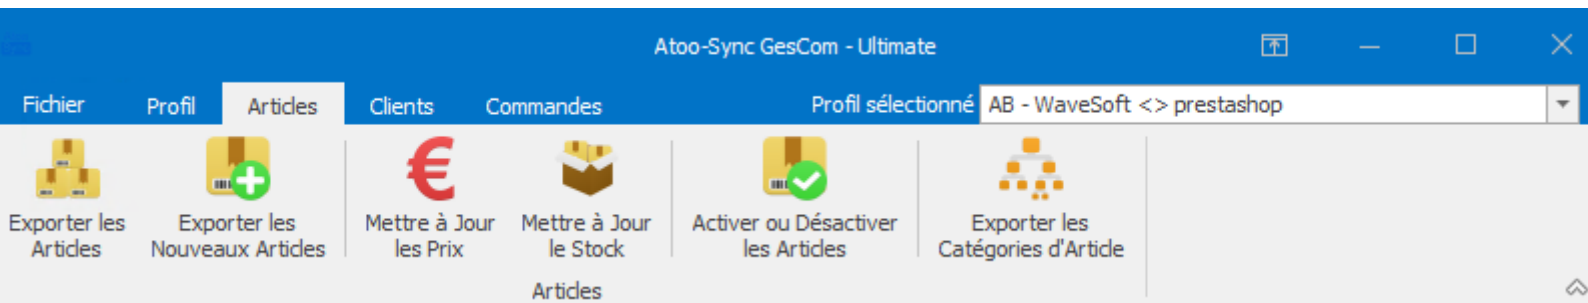 Atoo-Sync GesCom - Ultimate
Fichier Profil Articles Clients Commandes Profil sélectionné AB - WaveSoft <> prestashop
Exporter les
Articles
Exporter les
Nouveaux Articles
Mettre à Jour
les Prix
Mettre à Jour
le Stock
Activer ou Désactiver
les Articles
Exporter les
Catégories d'Article
Articles